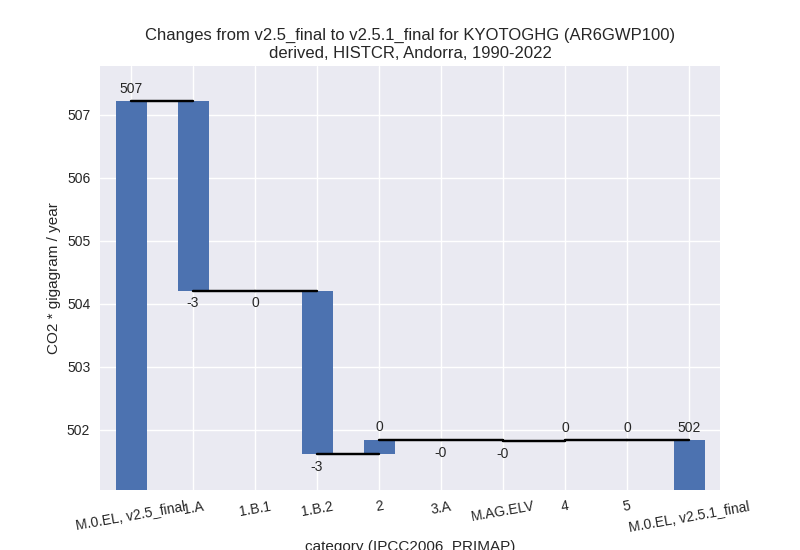 Changes from v2.5_final to v2.5.1_final for KYOTOGHG (AR6GWP100)
derived, HISTCR, Andorra, 1990-2022
507
507
506
505
504
503
502
CO2 * gigagram / year
-3
0
-3
0
-0
-0
0
0
502
M.0.EL, v2.5_final
1.A
1.B.1
1.B.2
2
3.A
M.AG.ELV
4
5
M.0.EL, v2.5.1_final
category (IPCC2006_PRIMAP)